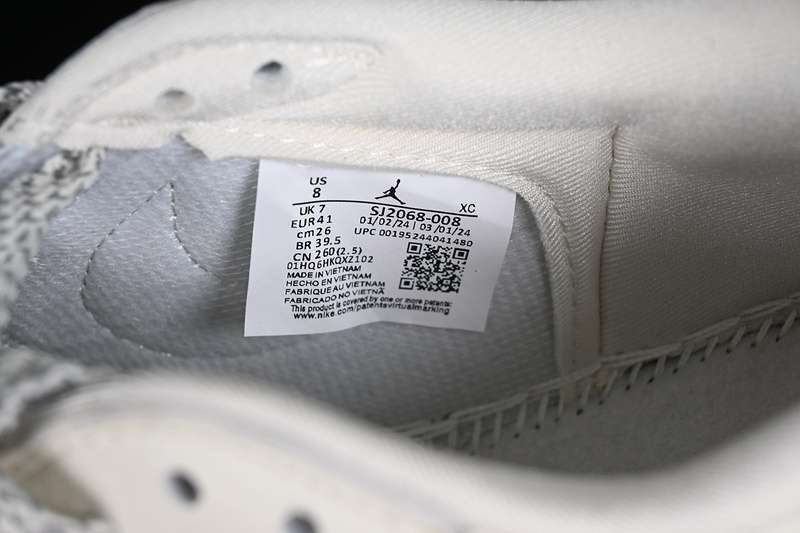 US
8
XC
UK 7
EUR 41
cm 26
BR 39.5
CN 260(2.5)
SJ2068-008
01/02/24 | 03/01/24
UPC 00195244041480
01HQ6HKQXZ102
MADE IN VIETNAM
HECHO EN VIETNAM
FABRIQUE AU VIETNAM
FABRICADO NO VIETNÃ
This product is covered by one or more patents:
www.nike.com/patentsvirtualmarking